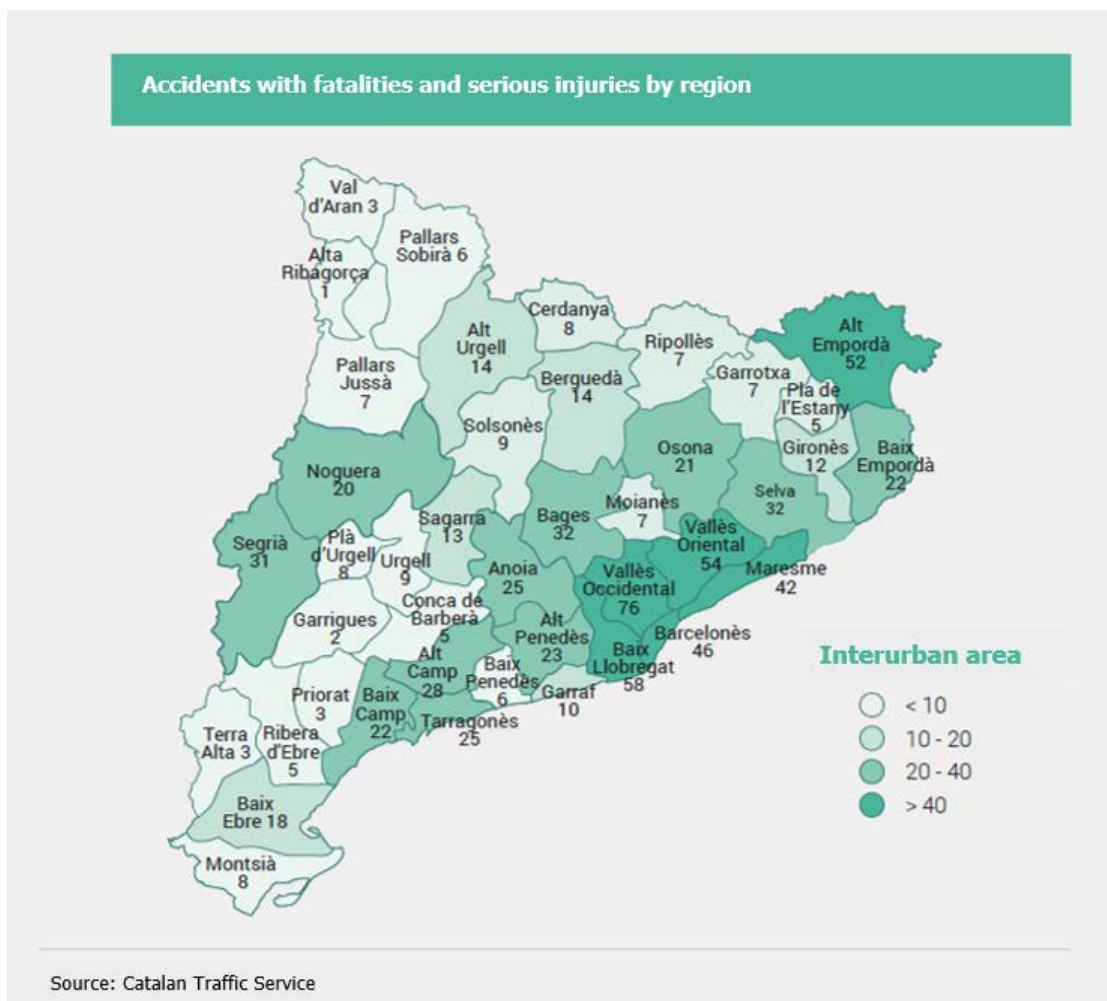 Accidents with fatalities and serious injuries by region
Val
d'Aran 3
Pallars
Sobirà 6
Alta
Ribagorça
1
Cerdanya
8
Alt
Urgell
14
Ripollès
7
Alt
Empordà
52
Pallars
Jussà
7
Berguedà
14
Garrotxa
7
Pla de
l'Estany
5
Solsonès
9
Osona
21
Gironès
12
Baix
Empordà
22
Noguera
20
Sagarra
13
Bages
32
Moianès
7
Selva
32
Segrià
31
Plà
d'Urgell
8
Urgell
9
Anoia
25
Vallès
Oriental
54
Vallès
Occidental
76
Maresme
42
Garrigues
2
Conca de
Barberà
5
Alt
Penedès
23
Barcelonès
46
Baix
Llobregat
58
Alt
Camp
28
Baix
Penedès
6
Garraf
10
Priorat
3
Baix
Camp
22
Tarragonès
25
Terra
Alta 3
Ribera
d'Ebre
5
Baix
Ebre 18
Montsià
8
Interurban area
< 10
10 - 20
20 - 40
> 40
Source: Catalan Traffic Service